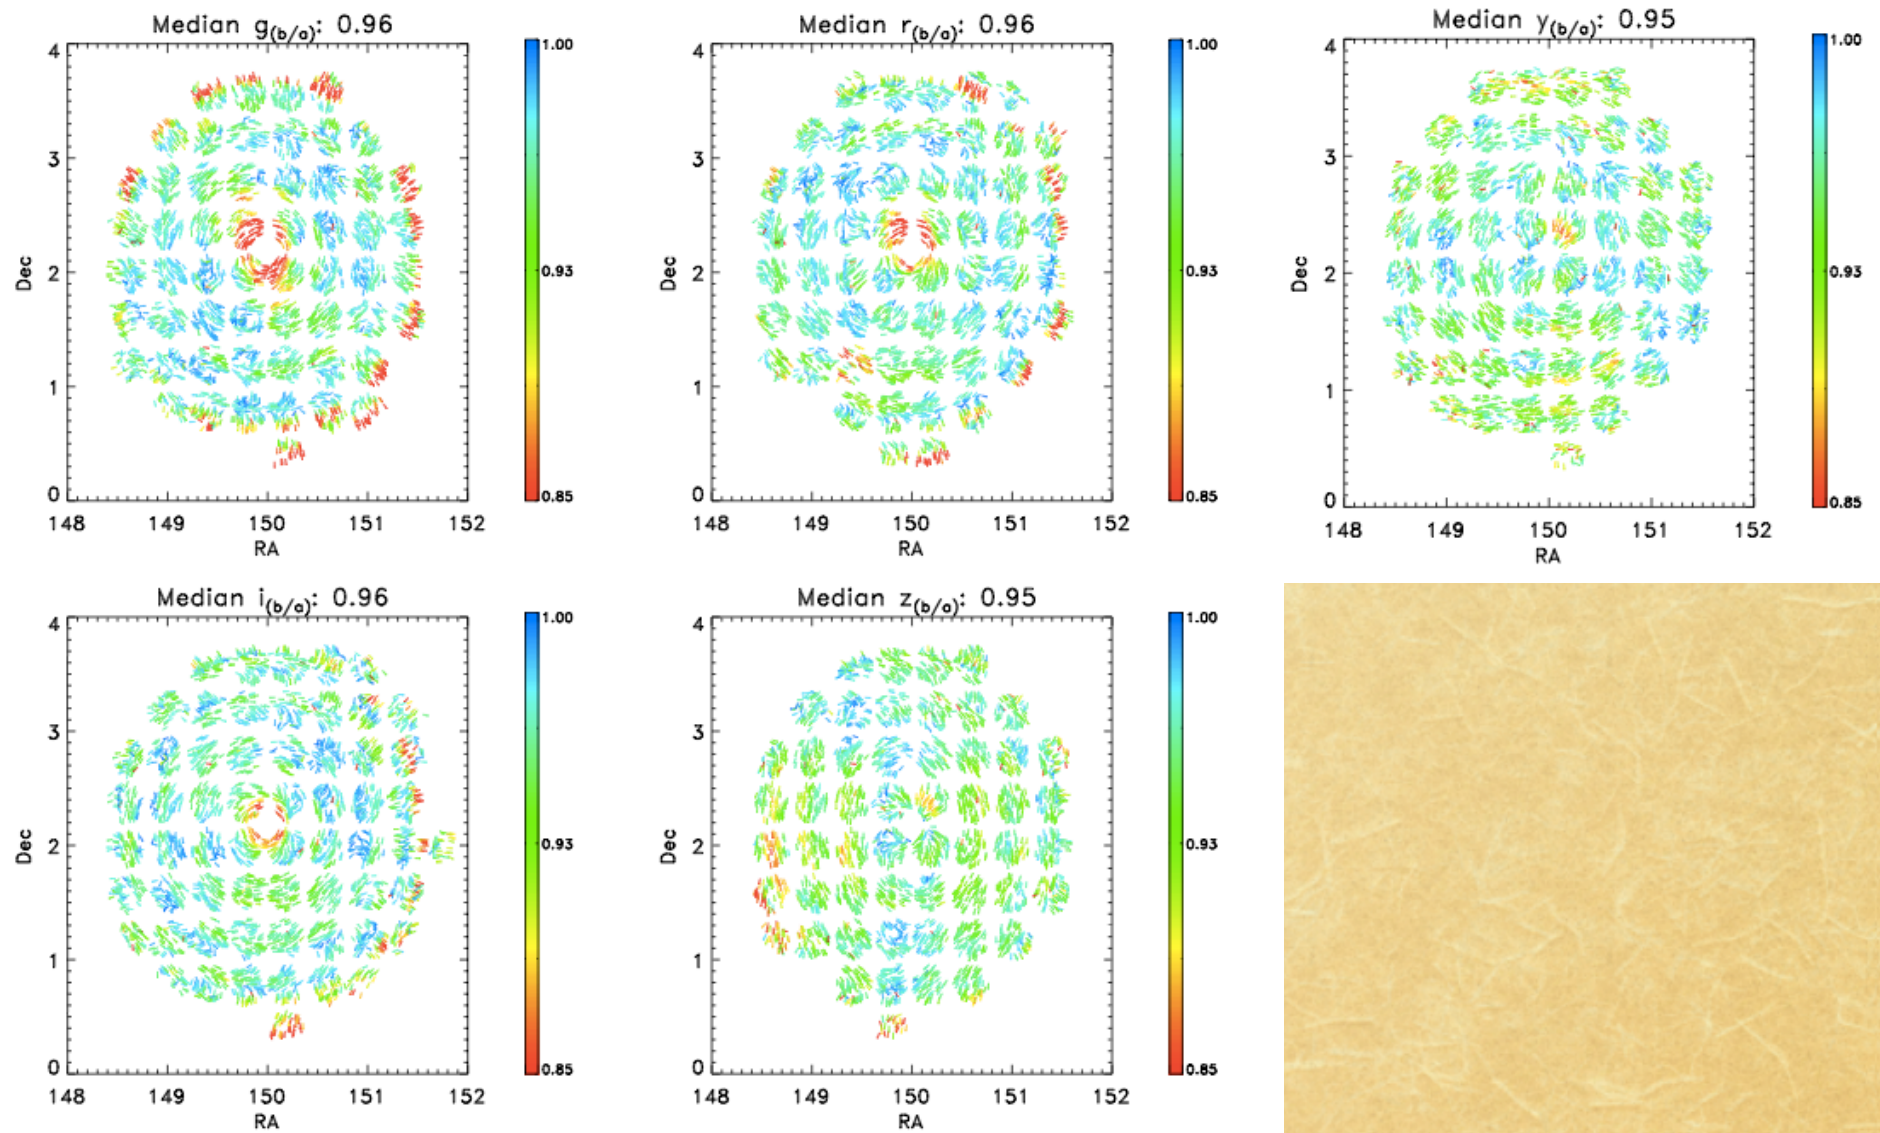 Median g(b/a): 0.96
4
3
2
1
0
Dec
148 149 150 151 152
RA
1.00
0.93
0.85
Median r(b/a): 0.96
4
3
2
1
0
Dec
148 149 150 151 152
RA
1.00
0.93
0.85
Median y(b/a): 0.95
4
3
2
1
0
Dec
148 149 150 151 152
RA
1.00
0.93
0.85
Median i(b/a): 0.96
4
3
2
1
0
Dec
148 149 150 151 152
RA
1.00
0.93
0.85
Median z(b/a): 0.95
4
3
2
1
0
Dec
148 149 150 151 152
RA
1.00
0.93
0.85